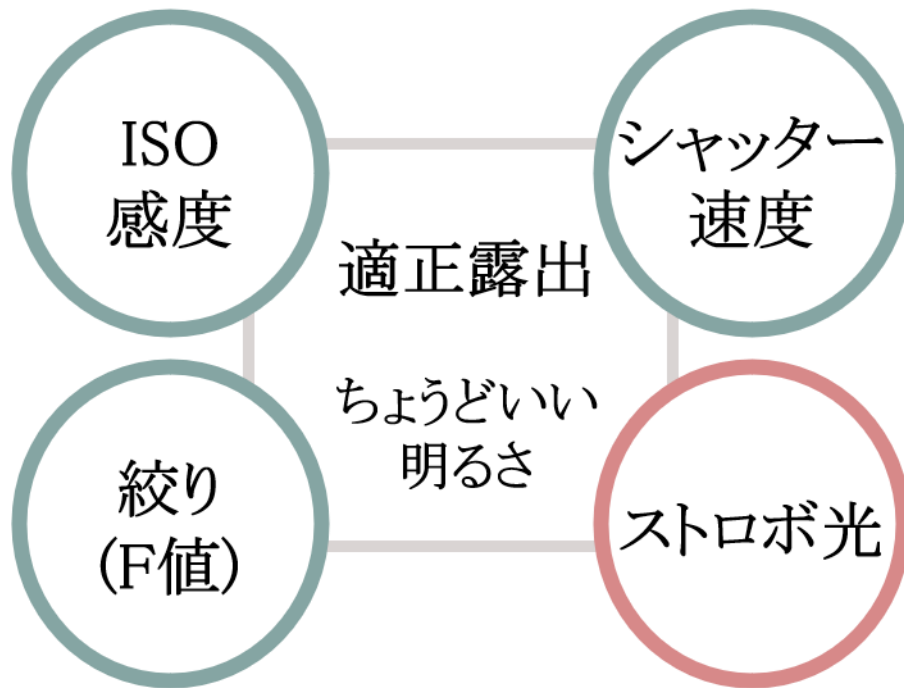 ISO
感度
シャッター
速度
適正露出
ちょうどいい
明るさ
絞り
(F値)
ストロボ光